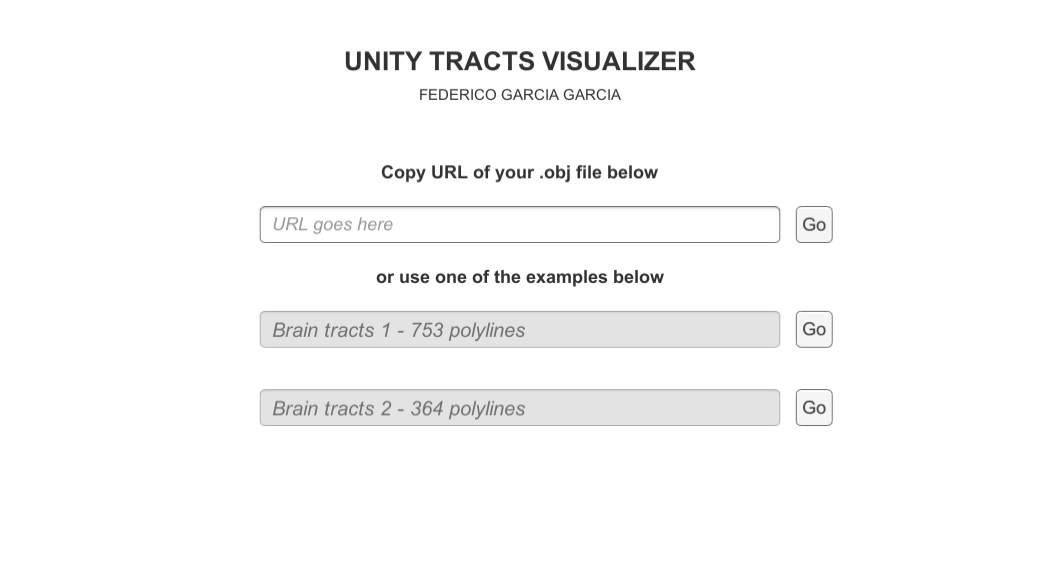 UNITY TRACTS VISUALIZER
FEDERICO GARCIA GARCIA
Copy URL of your .obj file below
URL goes here Go
or use one of the examples below
Brain tracts 1 - 753 polylines Go
Brain tracts 2 - 364 polylines Go